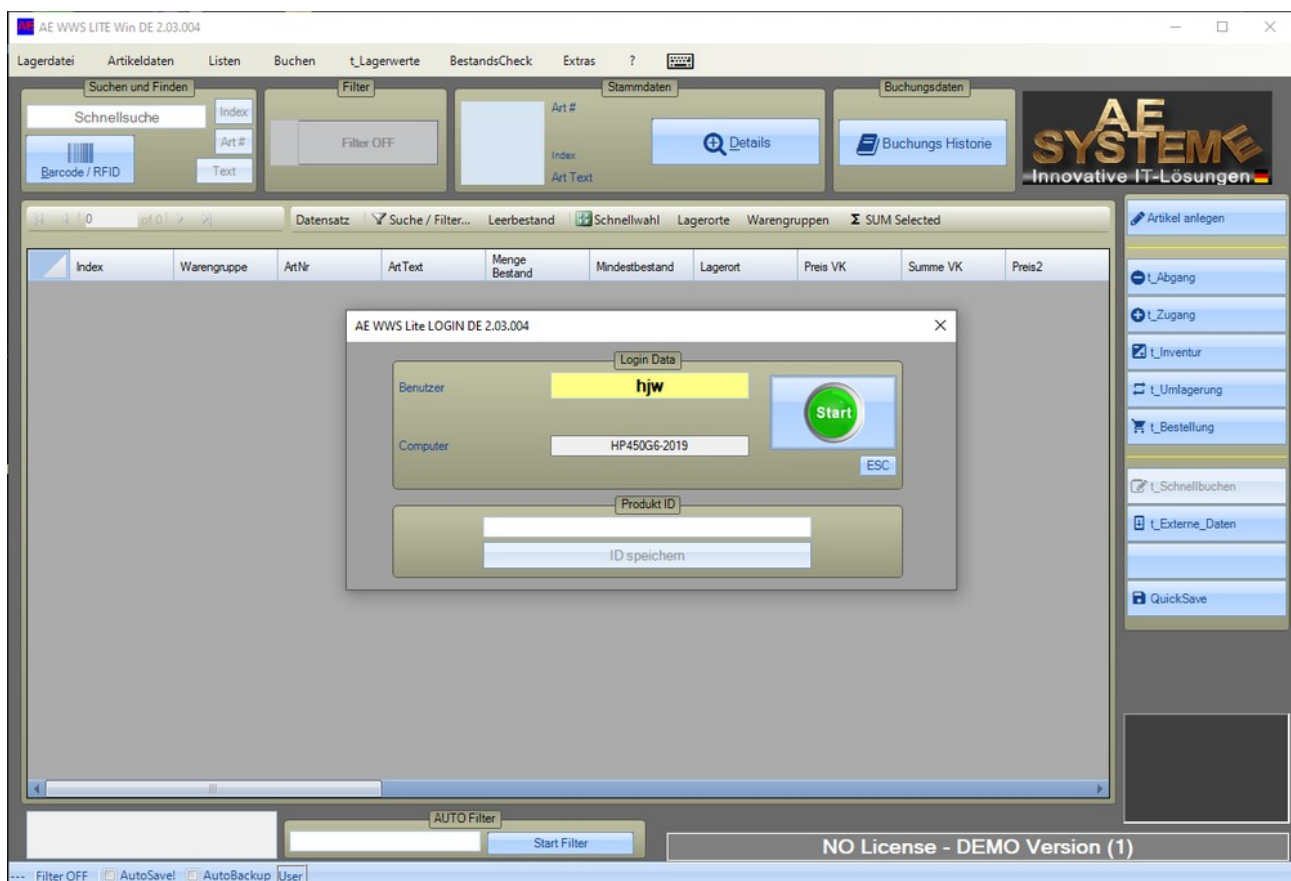 AE AE WWS LITE Win DE 2.03.004
Lagerdatei Artikeldaten Listen Buchen t_Lagerwerte BestandsCheck Extras ?
Suchen und Finden
Schnellsuche
Index
Art #
Text
Barcode / RFID
Filter
Filter OFF
Stammdaten
Art #
Index
Art Text
Details
Buchungsdaten
Buchungs Historie
AE
SYSTEME
Innovative IT-Lösungen
0 of 0
Datensatz Suche / Filter... Leerbestand Schnellwahl Lagerorte Warengruppen Σ SUM Selected
Index Warengruppe ArtNr ArtText Menge Bestand Mindestbestand Lagerort Preis VK Summe VK Preis2
AE WWS Lite LOGIN DE 2.03.004
Login Data
Benutzer hjw
Start
Computer HP450G6-2019
ESC
Produkt ID
ID speichern
Artikel anlegen
t_Abgang
t_Zugang
t_Inventur
t_Umlagerung
t_Bestellung
t_Schnellbuchen
t_Externe_Daten
QuickSave
AUTO Filter
Start Filter
NO License - DEMO Version (1)
--- Filter OFF AutoSave! AutoBackup User